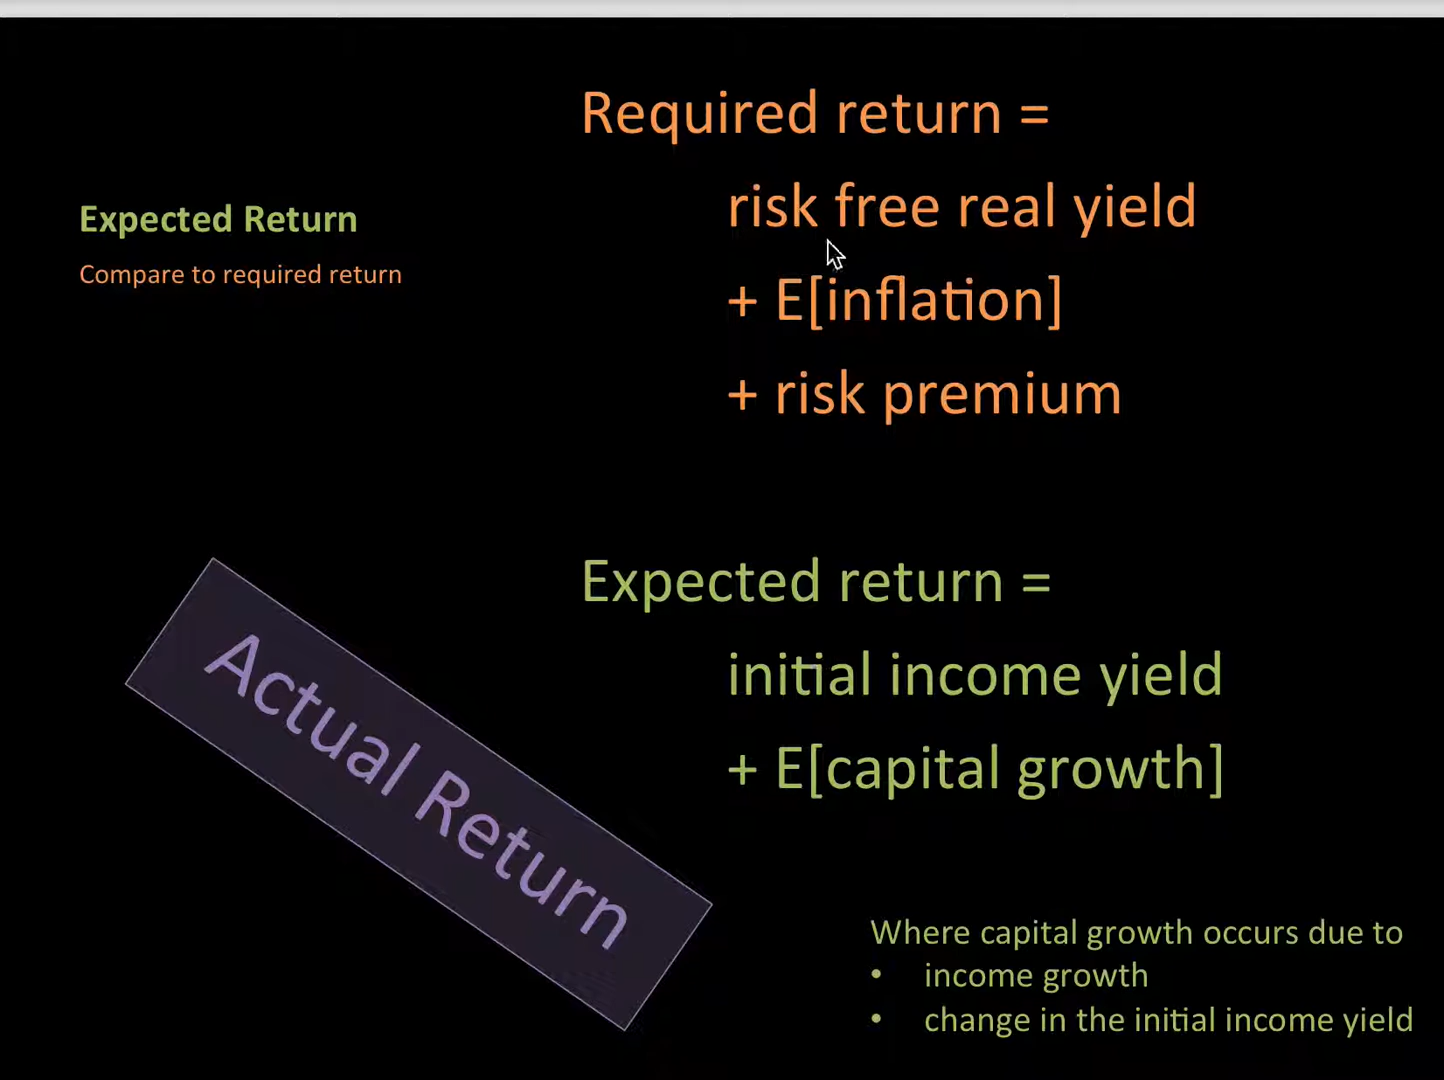 Expected Return
Compare to required return
Required return =
risk free real yield
+ E[inflation]
+ risk premium
Expected return =
initial income yield
+ E[capital growth]
Where capital growth occurs due to
• income growth
• change in the initial income yield
Actual Return